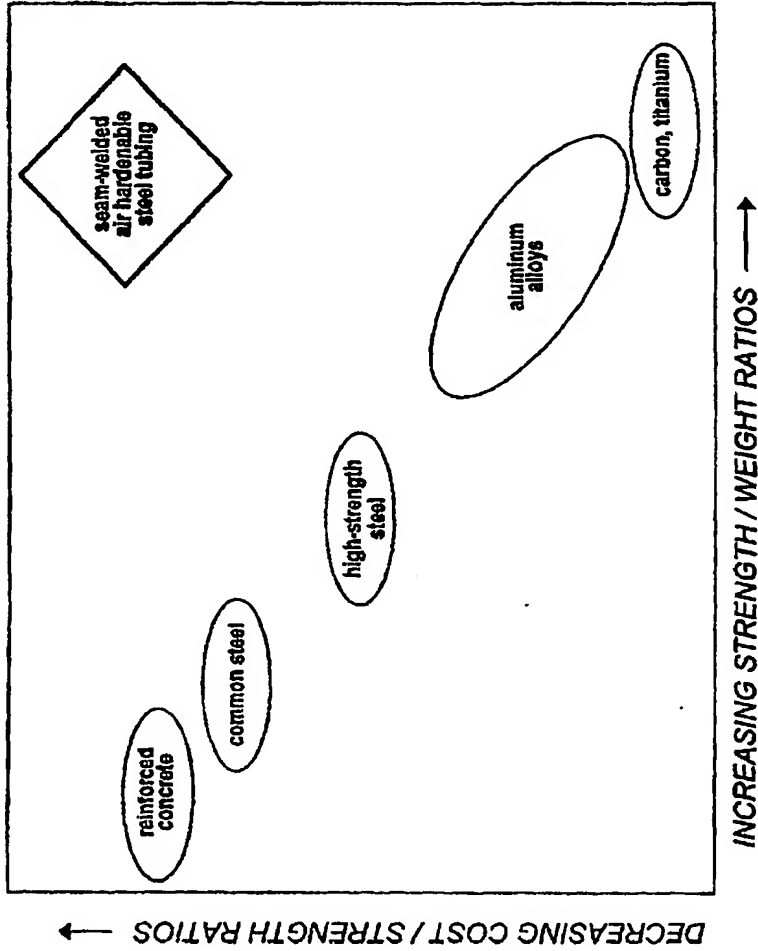 seam-welded
air hardenable
steel tubing
carbon, titanium
aluminum
alloys
high-strength
steel
common steel
reinforced
concrete
DECREASING COST / STRENGTH RATIOS
INCREASING STRENGTH / WEIGHT RATIOS